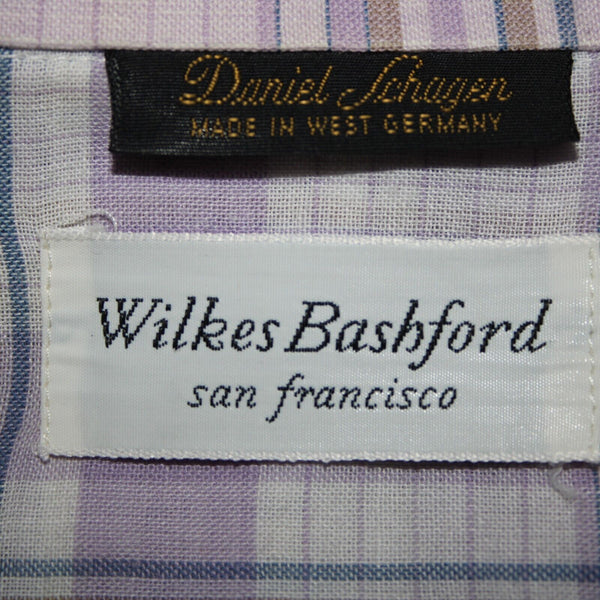 Daniel Schagen
MADE IN WEST GERMANY
Wilkes Bashford
san francisco